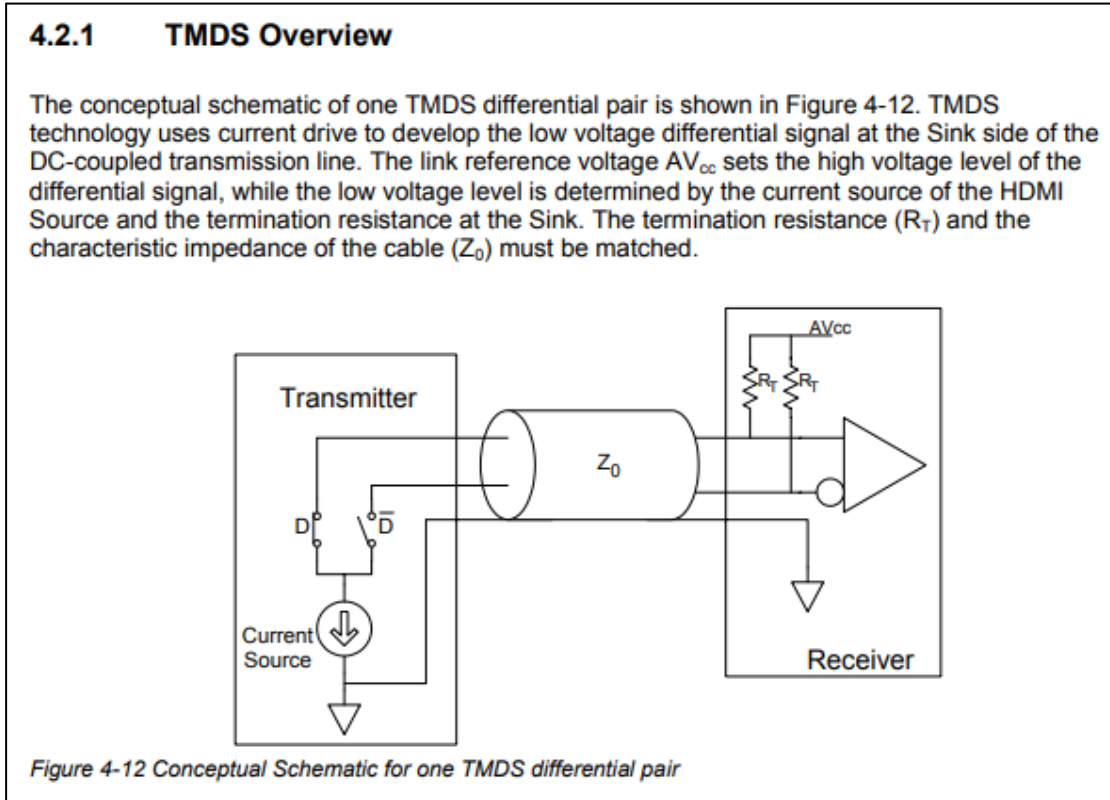 4.2.1 TMDS Overview
The conceptual schematic of one TMDS differential pair is shown in Figure 4-12. TMDS
technology uses current drive to develop the low voltage differential signal at the Sink side of the
DC-coupled transmission line. The link reference voltage AVcc sets the high voltage level of the
differential signal, while the low voltage level is determined by the current source of the HDMI
Source and the termination resistance at the Sink. The termination resistance (RT) and the
characteristic impedance of the cable (Z0) must be matched.
AVcc
RT RT
Transmitter
Z0
D D̅
Current
Source
Receiver
Figure 4-12 Conceptual Schematic for one TMDS differential pair